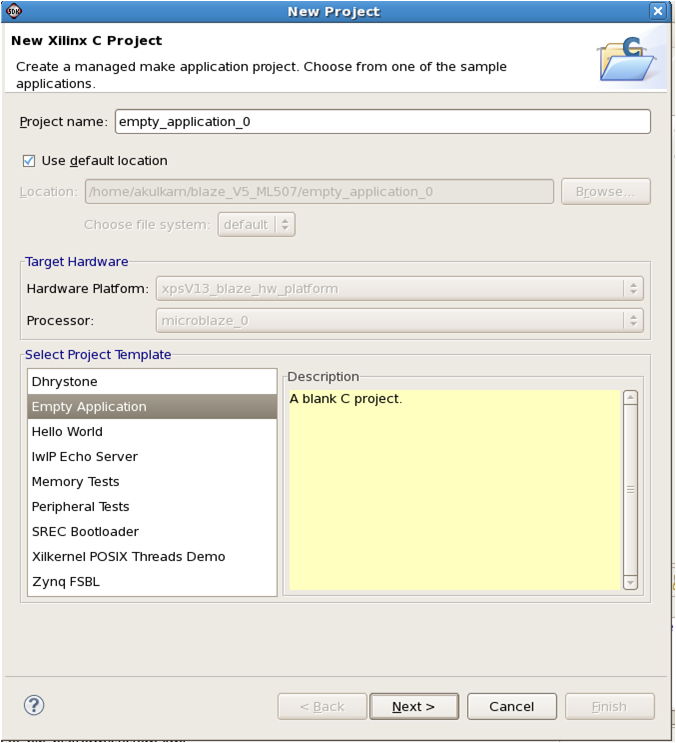 SDK
New Project
New Xilinx C Project
Create a managed make application project. Choose from one of the sample
applications.
C
Project name: empty_application_0
Use default location
Location: /home/akulkarn/blaze_V5_ML507/empty_application_0 Browse...
Choose file system: default
Target Hardware
Hardware Platform: xpsV13_blaze_hw_platform
Processor: microblaze_0
Select Project Template
Dhrystone
Empty Application
Hello World
lwIP Echo Server
Memory Tests
Peripheral Tests
SREC Bootloader
Xilkernel POSIX Threads Demo
Zynq FSBL
Description
A blank C project.
? < Back Next > Cancel Finish